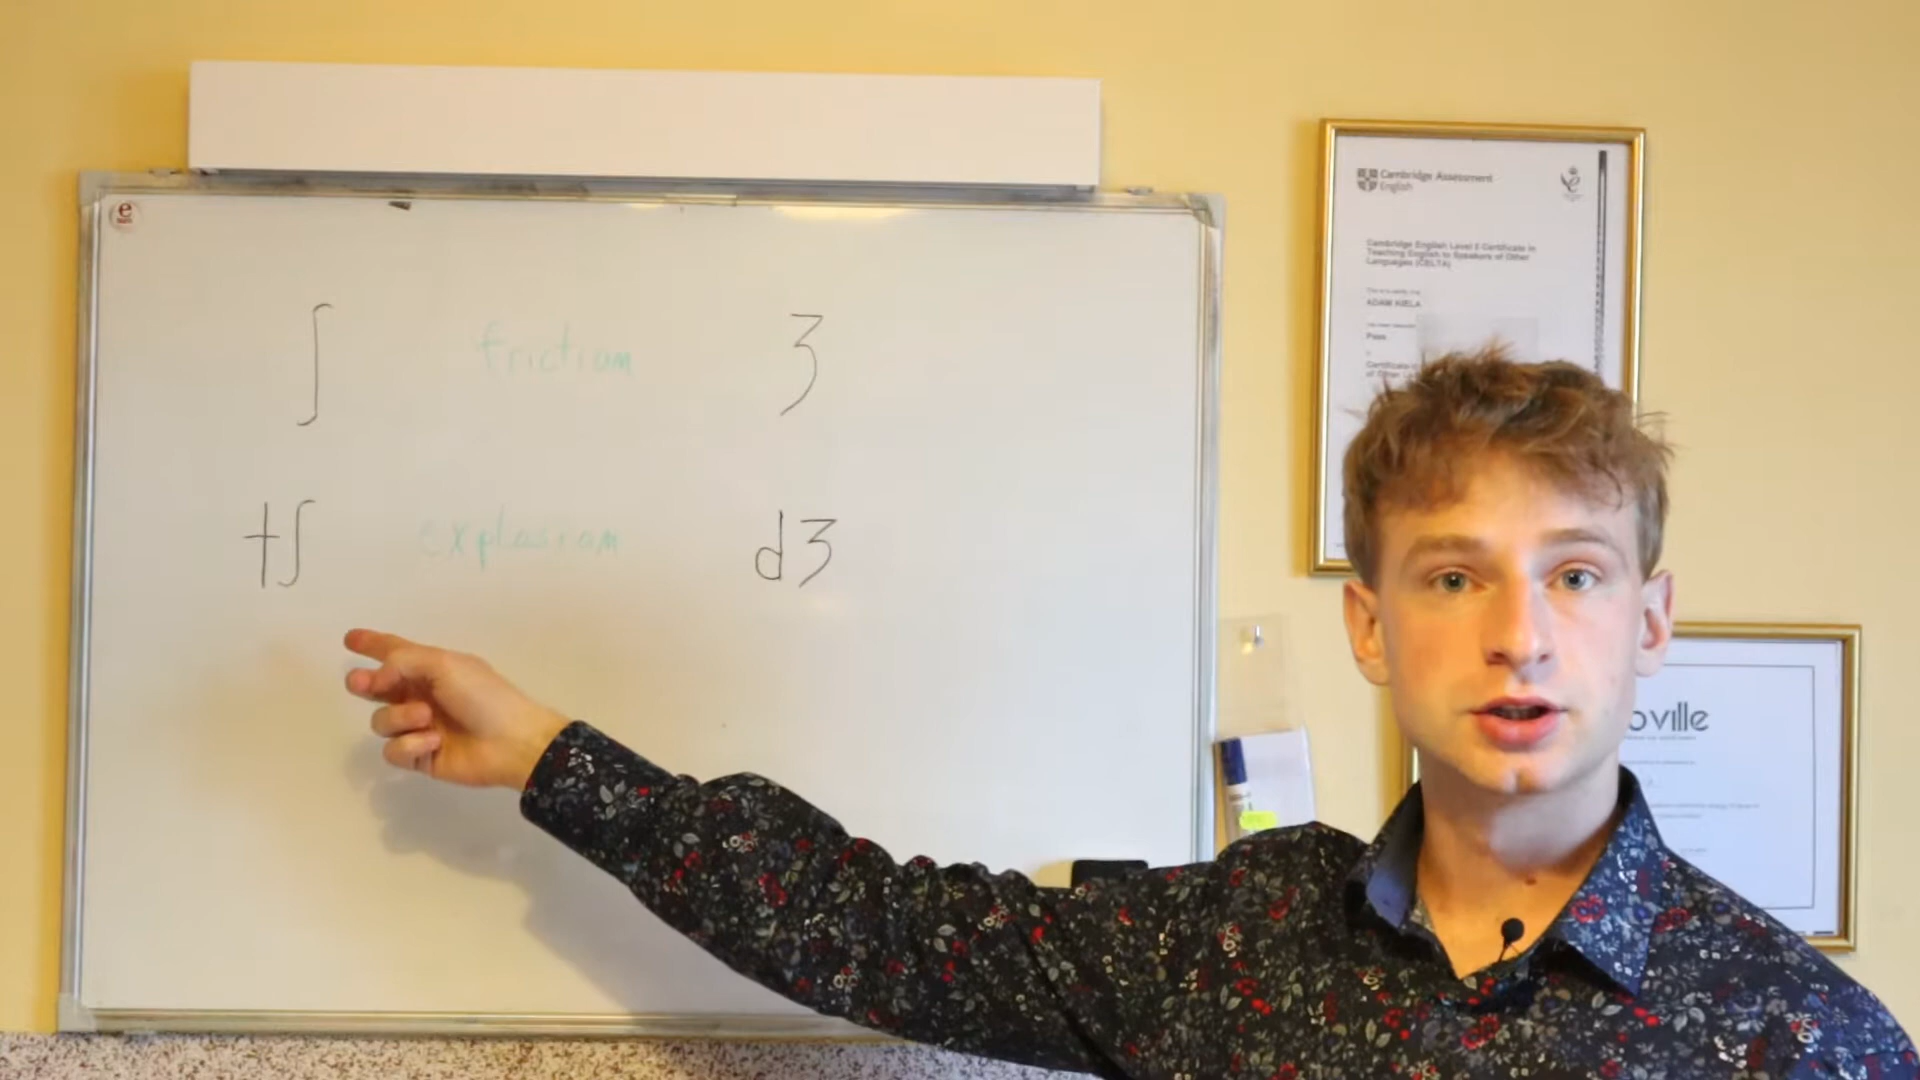 ʃ friction ʒ
tʃ explosion dʒ
e
Cambridge Assessment
English
Cambridge English Level 5 Certificate in
Teaching English to Speakers of Other
Languages (CELTA)
ADAM KIELA
Pass
oville